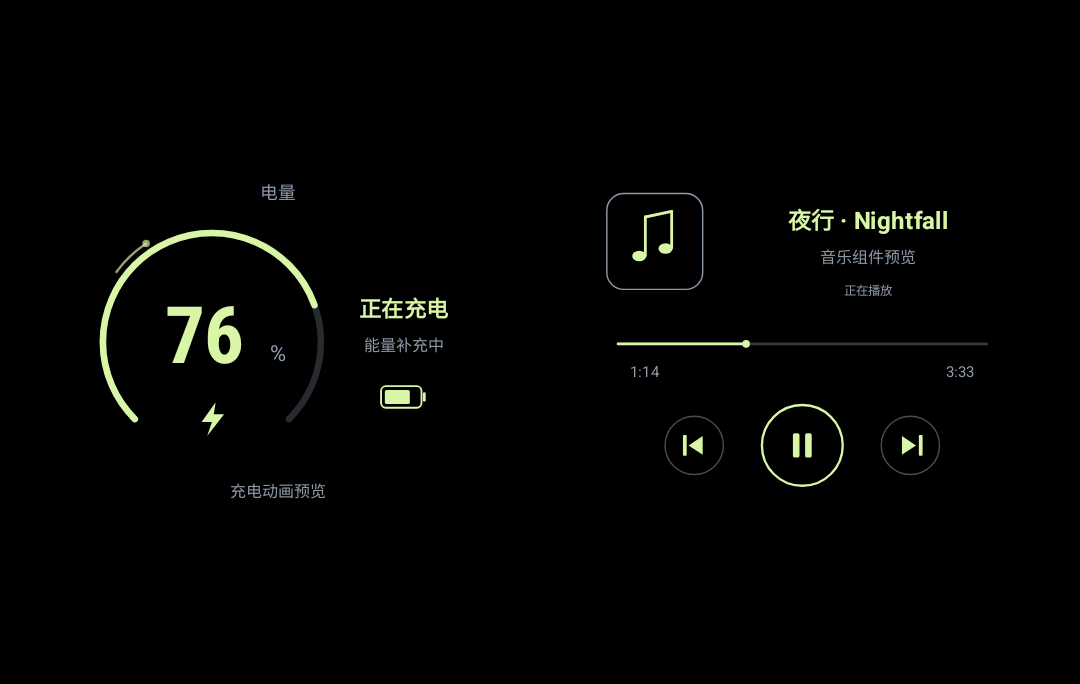 电量
76 %
正在充电
能量补充中
充电动画预览
夜行 · Nightfall
音乐组件预览
正在播放
1:14
3:33